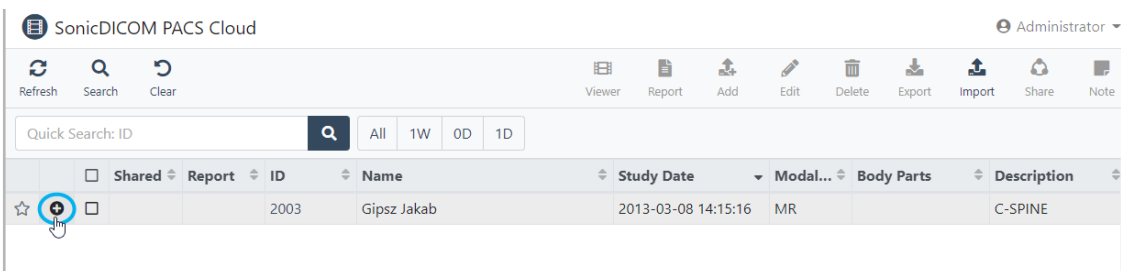 SonicDICOM PACS Cloud Administrator
Refresh Search Clear Viewer Report Add Edit Delete Export Import Share Note
Quick Search: ID All 1W 0D 1D
Shared Report ID Name Study Date Modal... Body Parts Description
2003 Gipsz Jakab 2013-03-08 14:15:16 MR C-SPINE